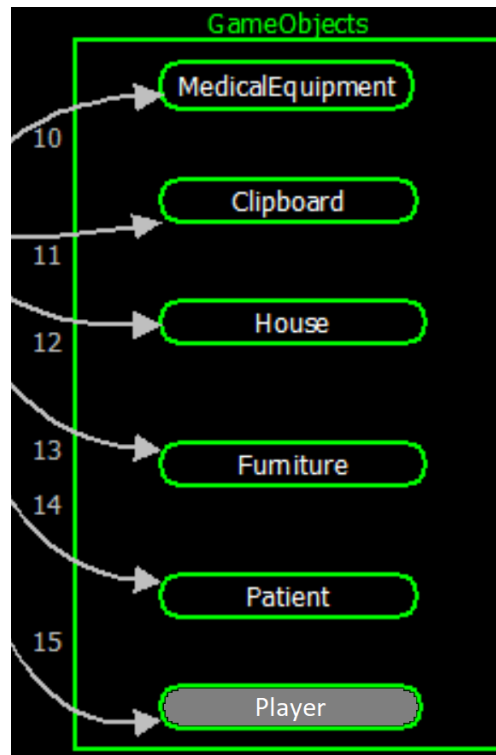 GameObjects
MedicalEquipment
10
Clipboard
11
House
12
Furniture
13
14
Patient
15
Player